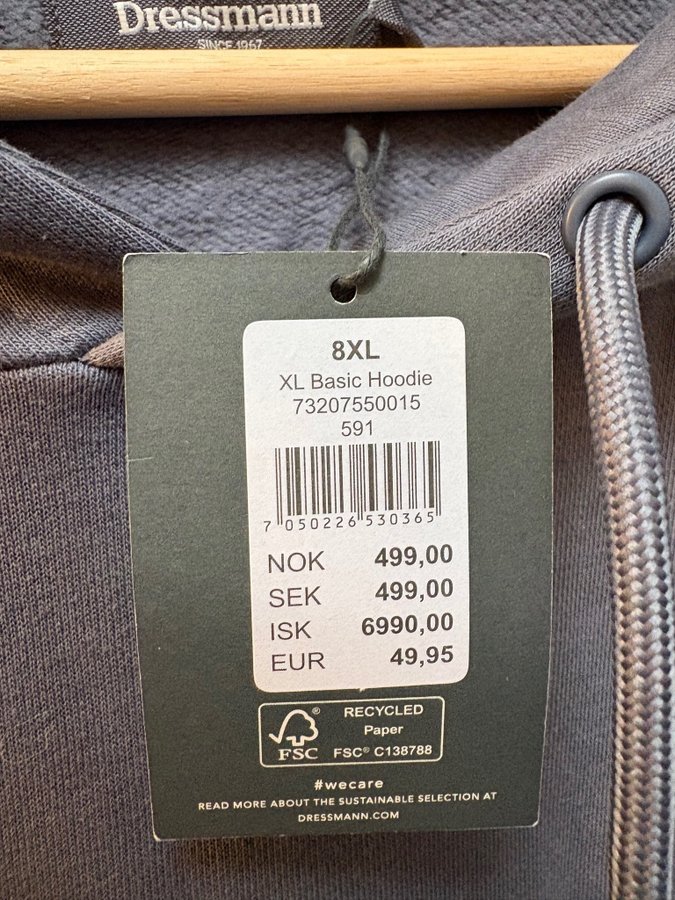 Dressmann
SINCE 1967
8XL
XL Basic Hoodie
73207550015
591
7 050226 530365
NOK 499,00
SEK 499,00
ISK 6990,00
EUR 49,95
FSC®
RECYCLED
Paper
FSC® C138788
#wecare
READ MORE ABOUT THE SUSTAINABLE SELECTION AT
DRESSMANN.COM